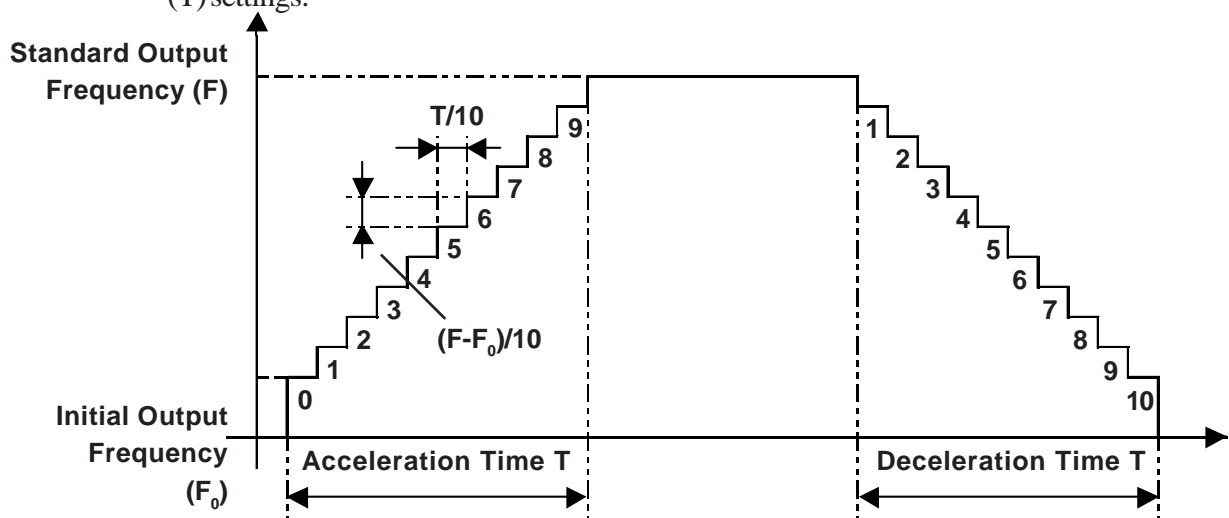 (T) settings.
Standard Output
Frequency (F)
T/10
9
8
7
6
5
4
3
2
1
0
(F-F₀)/10
1
2
3
4
5
6
7
8
9
10
Initial Output
Frequency
(F₀)
Acceleration Time T
Deceleration Time T